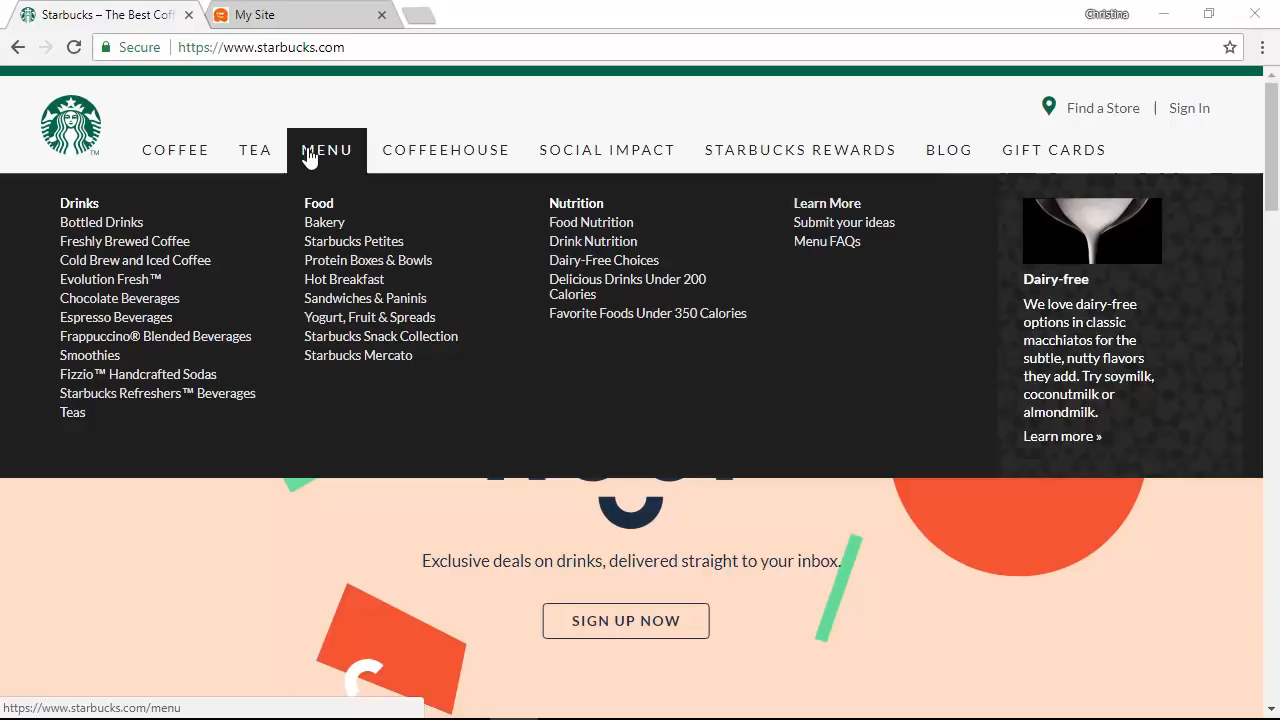 Starbucks – The Best Coff
My Site
Christina
Secure
https://www.starbucks.com
Find a Store | Sign In
COFFEE TEA MENU COFFEEHOUSE SOCIAL IMPACT STARBUCKS REWARDS BLOG GIFT CARDS
Drinks
Bottled Drinks
Freshly Brewed Coffee
Cold Brew and Iced Coffee
Evolution Fresh™
Chocolate Beverages
Espresso Beverages
Frappuccino® Blended Beverages
Smoothies
Fizzio™ Handcrafted Sodas
Starbucks Refreshers™ Beverages
Teas
Food
Bakery
Starbucks Petites
Protein Boxes & Bowls
Hot Breakfast
Sandwiches & Paninis
Yogurt, Fruit & Spreads
Starbucks Snack Collection
Starbucks Mercato
Nutrition
Food Nutrition
Drink Nutrition
Dairy-Free Choices
Delicious Drinks Under 200
Calories
Favorite Foods Under 350 Calories
Learn More
Submit your ideas
Menu FAQs
Dairy-free
We love dairy-free
options in classic
macchiatos for the
subtle, nutty flavors
they add. Try soymilk,
coconutmilk or
almondmilk.
Learn more »
Exclusive deals on drinks, delivered straight to your inbox.
SIGN UP NOW
https://www.starbucks.com/menu